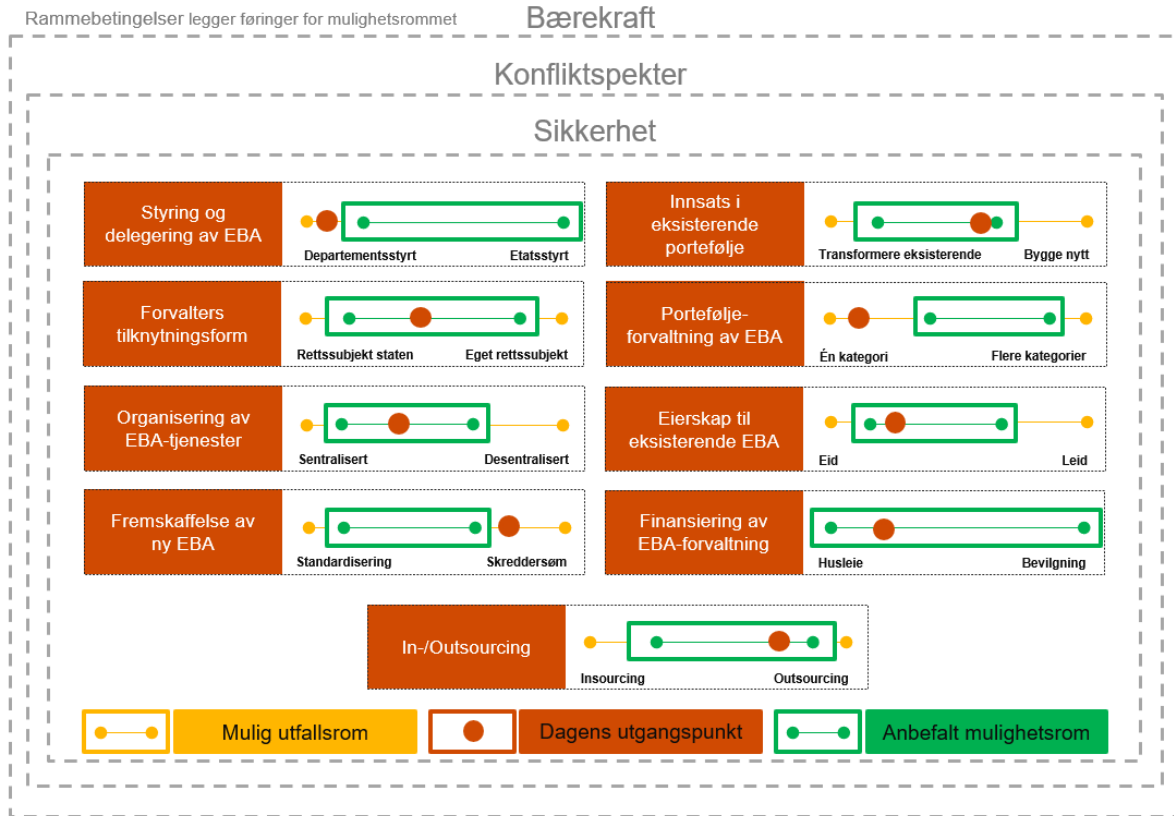 Rammebetingelser legger føringer for mulighetsrommet
Bærekraft
Konfliktspekter
Sikkerhet
Styring og
delegering av EBA
Departementsstyrt
Etatsstyrt
Innsats i
eksisterende
portefølje
Transformere eksisterende
Bygge nytt
Forvalters
tilknytningsform
Rettssubjekt staten
Eget rettssubjekt
Portefølje-
forvaltning av EBA
Én kategori
Flere kategorier
Organisering av
EBA-tjenester
Sentralisert
Desentralisert
Eierskap til
eksisterende EBA
Eid
Leid
Fremskaffelse av
ny EBA
Standardisering
Skreddersøm
Finansiering av
EBA-forvaltning
Husleie
Bevilgning
In-/Outsourcing
Insourcing
Outsourcing
Mulig utfallsrom
Dagens utgangspunkt
Anbefalt mulighetsrom